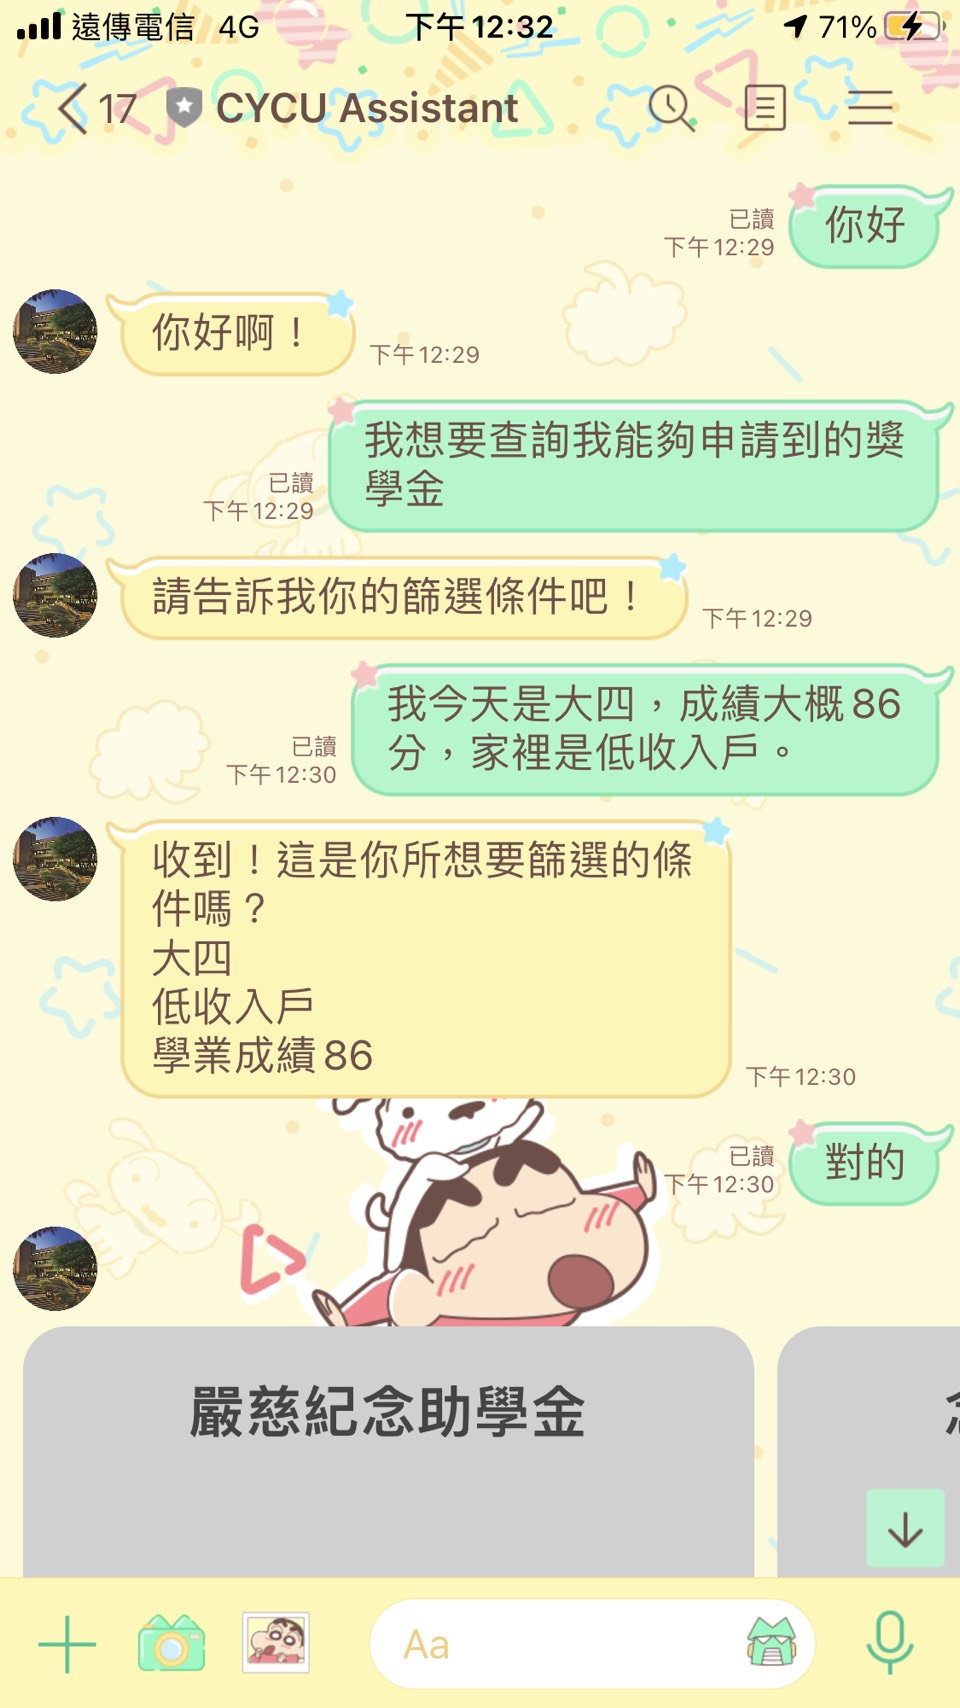 遠傳電信 4G 下午12:32 71%
17 CYCU Assistant
已讀
下午12:29
你好
你好啊！
下午12:29
我想要查詢我能夠申請到的獎
學金
已讀
下午12:29
請告訴我你的篩選條件吧！
下午12:29
我今天是大四，成績大概86
分，家裡是低收入戶。
已讀
下午12:30
收到！這是你所想要篩選的條
件嗎？
大四
低收入戶
學業成績86
下午12:30
已讀
下午12:30
對的
嚴慈紀念助學金
Aa